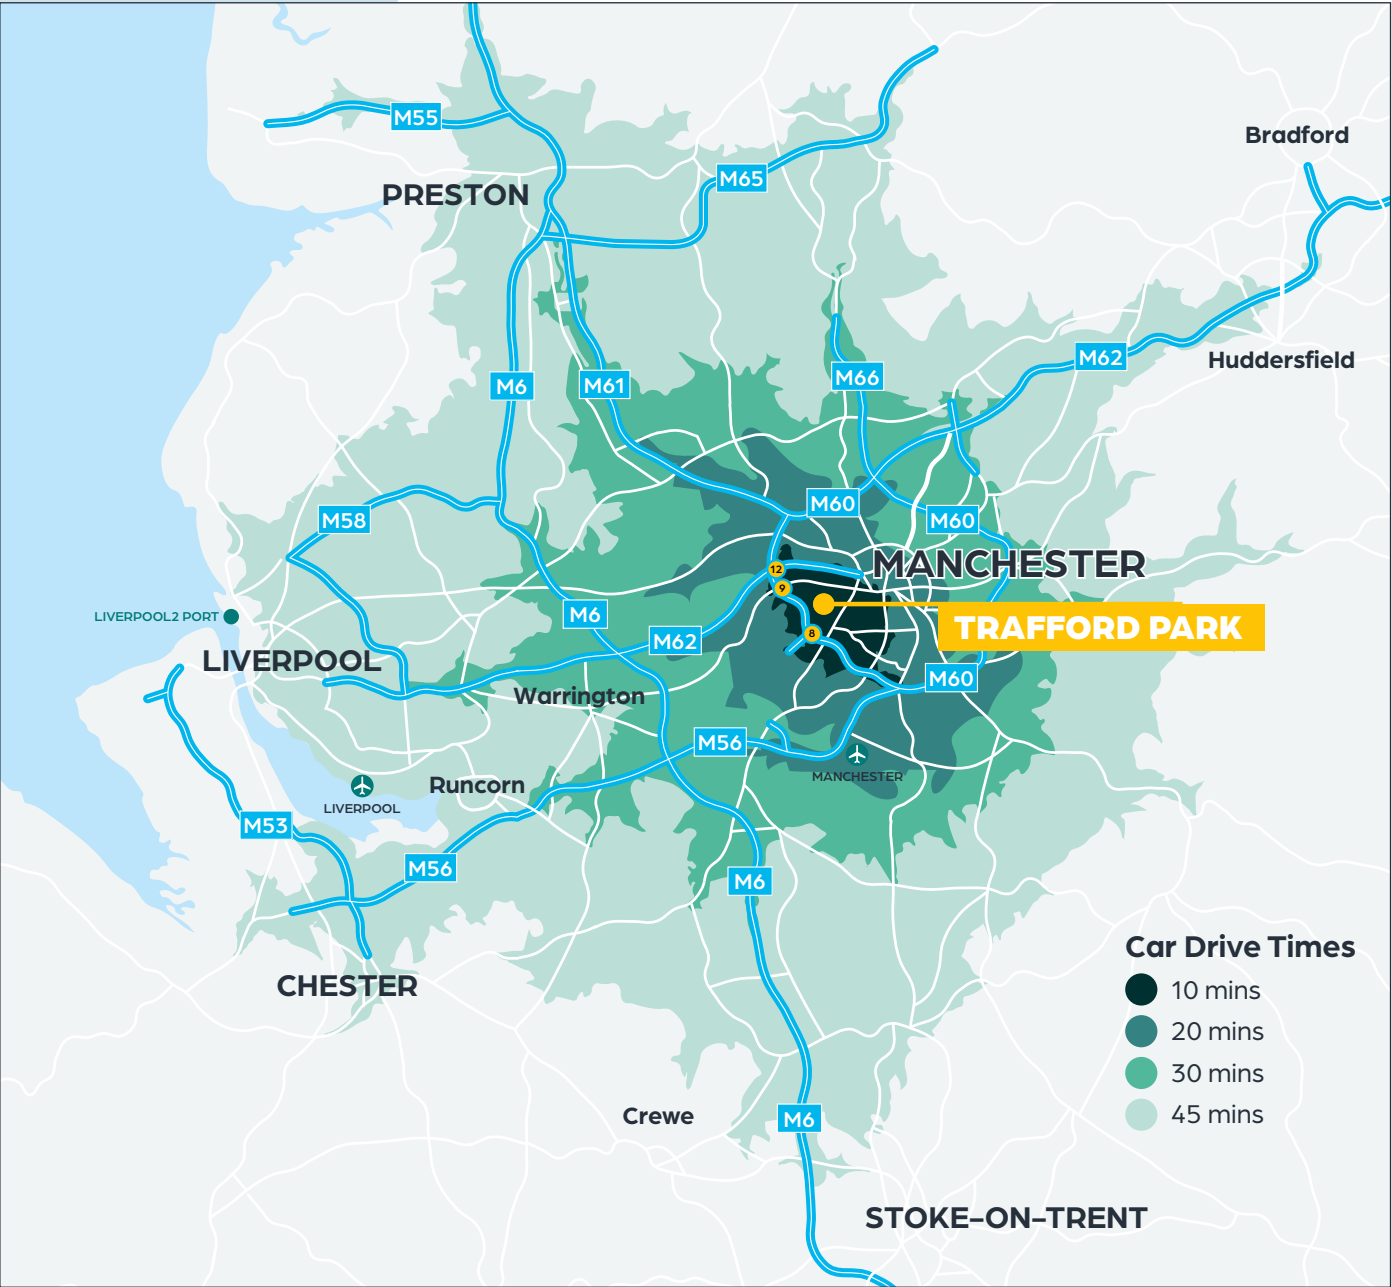 M55
Bradford
M65
PRESTON
M62
Huddersfield
M6
M61
M66
M60
M58
M60
MANCHESTER
12
9
LIVERPOOL2 PORT
M6
TRAFFORD PARK
8
M62
LIVERPOOL
M60
Warrington
M56
MANCHESTER
Runcorn
LIVERPOOL
M53
M56
M6
Car Drive Times
CHESTER
10 mins
20 mins
30 mins
45 mins
Crewe
M6
STOKE-ON-TRENT